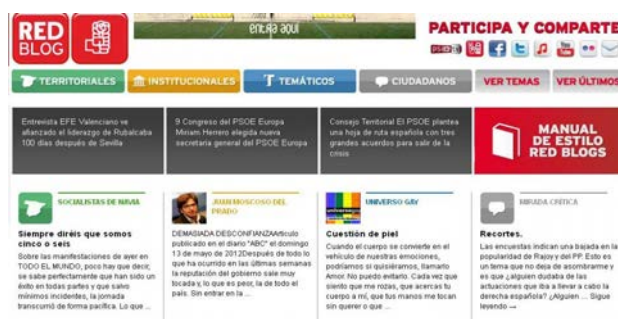 entra aquí
RED
BLOG
PARTICIPA Y COMPARTE
TERRITORIALES
INSTITUCIONALES
TEMÁTICOS
CIUDADANOS
VER TEMAS
VER ÚLTIMOS
Entrevista EFE Valenciano ve
afianzado el liderazgo de Rubalcaba
100 días después de Sevilla
9 Congreso del PSOE Europa
Miriam Herrero elegida nueva
secretaria general del PSOE Europa
Consejo Territorial El PSOE plantea
una hoja de ruta española con tres
grandes acuerdos para salir de la
crisis
MANUAL
DE ESTILO
RED BLOGS
SOCIALISTAS DE NAVIA
Siempre diréis que somos
cinco o seis
Sobre las manifestaciones de ayer en
TODO EL MUNDO, poco hay que decir,
se sabe perfectamente que han sido un
éxito en todas partes y que salvo
mínimos incidentes, la jornada
transcurrió de forma pacífica. Lo que ...
JUAN MOSCOSO DEL
PRADO
DEMASIADA DESCONFIANZAArtículo
publicado en el diario "ABC" el domingo
13 de mayo de 2012Después de todo lo
que ha ocurrido en las últimas semanas
la reputación del gobierno sale muy
tocada y, lo que es peor, la de todo el
país. Sin entrar en la ...
UNIVERSO GAY
Cuestión de piel
Cuando el cuerpo se convierte en el
vehículo de nuestras emociones,
podríamos si quisiéramos, llamarlo
Amor. No puedo evitarlo. Cada vez que
siento que me rozas, que acercas tu
cuerpo a mí, que tus manos me tocan
sin querer o que ...
MIRADA CRÍTICA
Recortes.
Las encuestas indican una bajada en la
popularidad de Rajoy y del PP. Esto es
un tema que no deja de asombrarme y
es que ¿alguien dudaba de las
actuaciones que iba a llevar a cabo la
derecha española? ¿Alguien ... Sigue
leyendo →